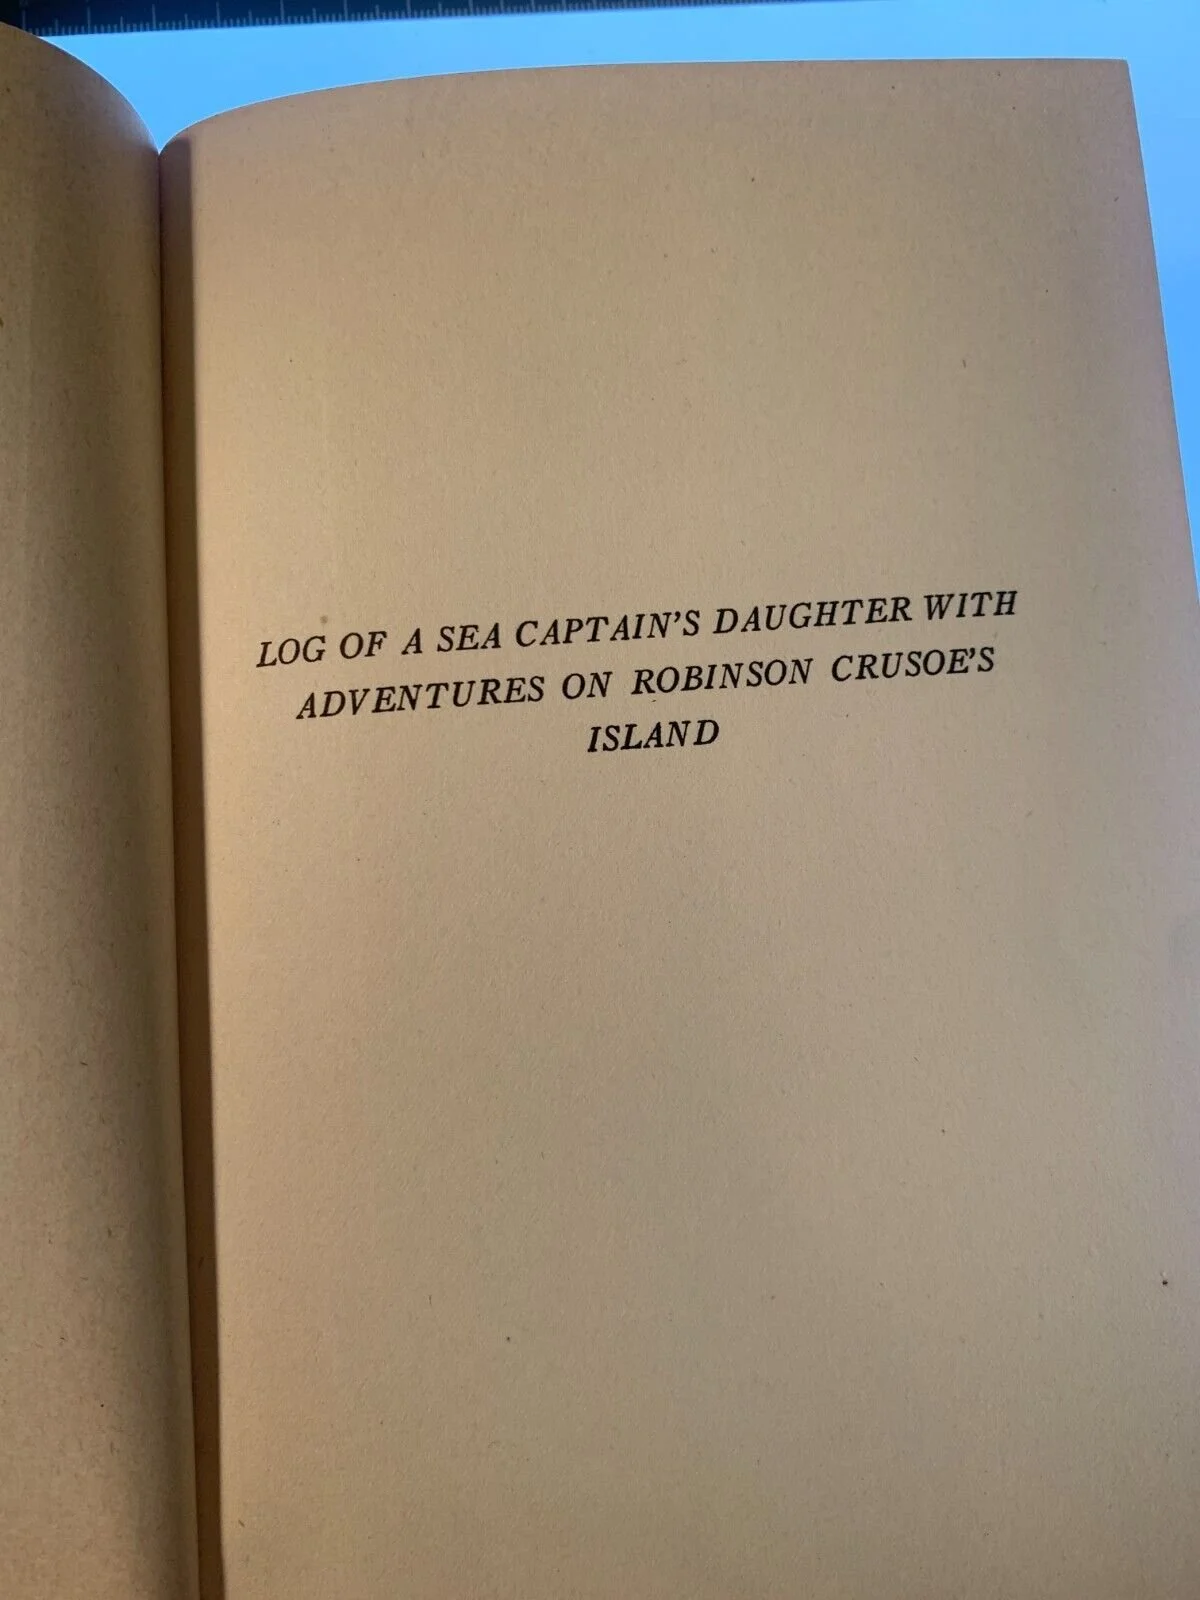 LOG OF A SEA CAPTAIN'S DAUGHTER WITH
ADVENTURES ON ROBINSON CRUSOE'S
ISLAND